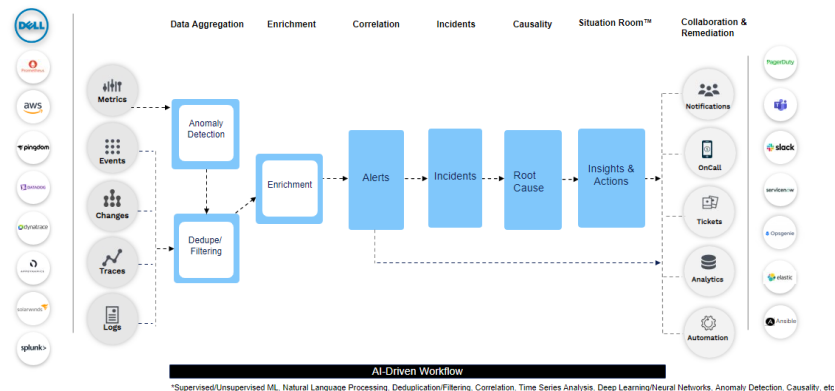 DELL
Data Aggregation
Enrichment
Correlation
Incidents
Causality
Situation Room™
Collaboration &
Remediation
Prometheus
aws
pingdom
DATADOG
dynatrace
solarwinds
splunk>
Metrics
Events
Changes
Traces
Logs
Anomaly
Detection
Dedupe/
Filtering
Enrichment
Alerts
Incidents
Root
Cause
Insights &
Actions
Notifications
OnCall
Tickets
Analytics
Automation
PagerDuty
slack
servicenow
Opsgenie
elastic
Ansible
AI-Driven Workflow
*Supervised/Unsupervised ML, Natural Language Processing, Deduplication/Filtering, Correlation, Time Series Analysis, Deep Learning/Neural Networks, Anomaly Detection, Causality, etc